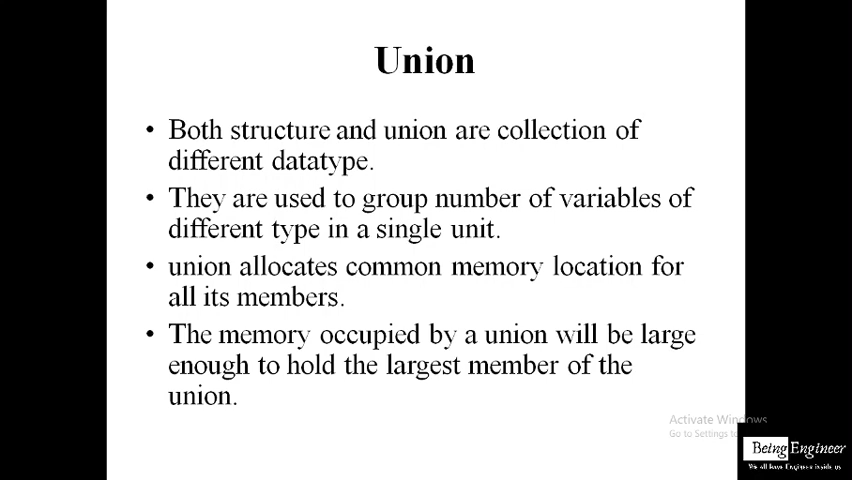 Union
• Both structure and union are collection of
different datatype.
• They are used to group number of variables of
different type in a single unit.
• union allocates common memory location for
all its members.
• The memory occupied by a union will be large
enough to hold the largest member of the
union.
Activate Windows
Go to Settings to
Being Engineer
We all have Engineer inside us